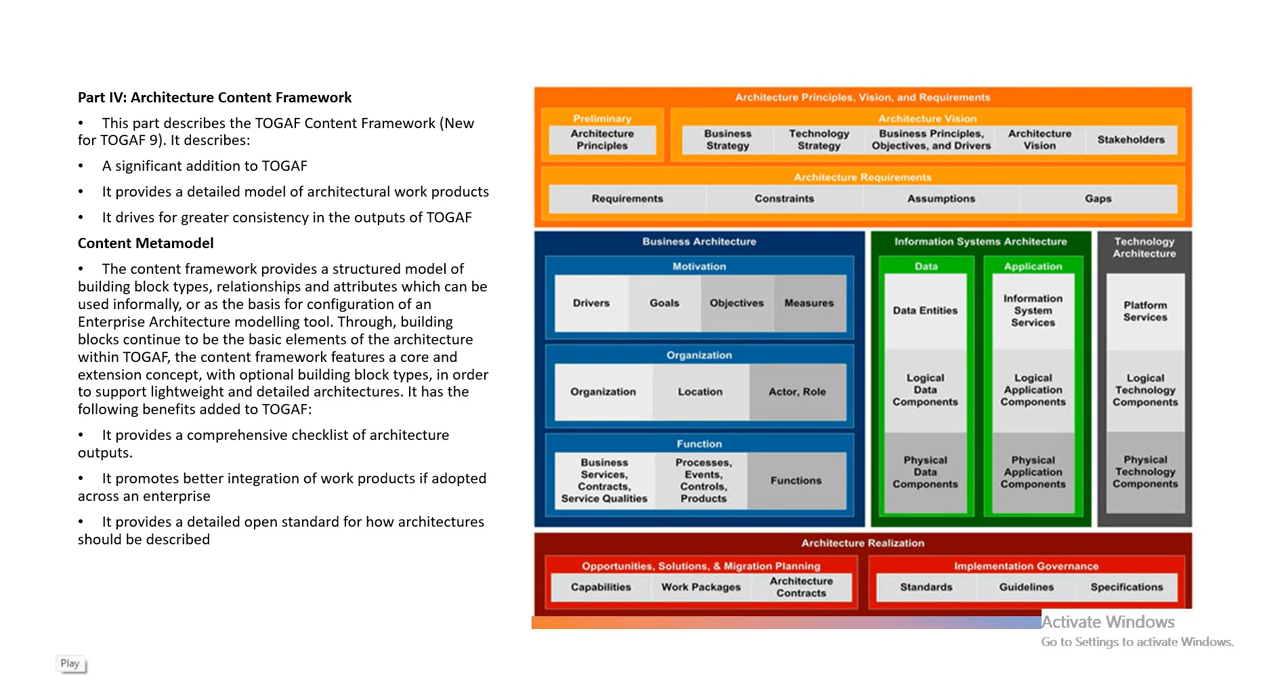 Part IV: Architecture Content Framework
• This part describes the TOGAF Content Framework (New
for TOGAF 9). It describes:
• A significant addition to TOGAF
• It provides a detailed model of architectural work products
• It drives for greater consistency in the outputs of TOGAF
Content Metamodel
• The content framework provides a structured model of
building block types, relationships and attributes which can be
used informally, or as the basis for configuration of an
Enterprise Architecture modelling tool. Through, building
blocks continue to be the basic elements of the architecture
within TOGAF, the content framework features a core and
extension concept, with optional building block types, in order
to support lightweight and detailed architectures. It has the
following benefits added to TOGAF:
• It provides a comprehensive checklist of architecture
outputs.
• It promotes better integration of work products if adopted
across an enterprise
• It provides a detailed open standard for how architectures
should be described
Architecture Principles, Vision, and Requirements
Preliminary
Architecture
Principles
Architecture Vision
Business
Strategy
Technology
Strategy
Business Principles,
Objectives, and Drivers
Architecture
Vision
Stakeholders
Architecture Requirements
Requirements
Constraints
Assumptions
Gaps
Business Architecture
Motivation
Drivers
Goals
Objectives
Measures
Organization
Organization
Location
Actor, Role
Function
Business
Services,
Contracts,
Service Qualities
Processes,
Events,
Controls,
Products
Functions
Information Systems Architecture
Data
Data Entities
Logical
Data
Components
Physical
Data
Components
Application
Information
System
Services
Logical
Application
Components
Physical
Application
Components
Technology
Architecture
Platform
Services
Logical
Technology
Components
Physical
Technology
Components
Architecture Realization
Opportunities, Solutions, & Migration Planning
Capabilities
Work Packages
Architecture
Contracts
Implementation Governance
Standards
Guidelines
Specifications
Activate Windows
Go to Settings to activate Windows.
Play